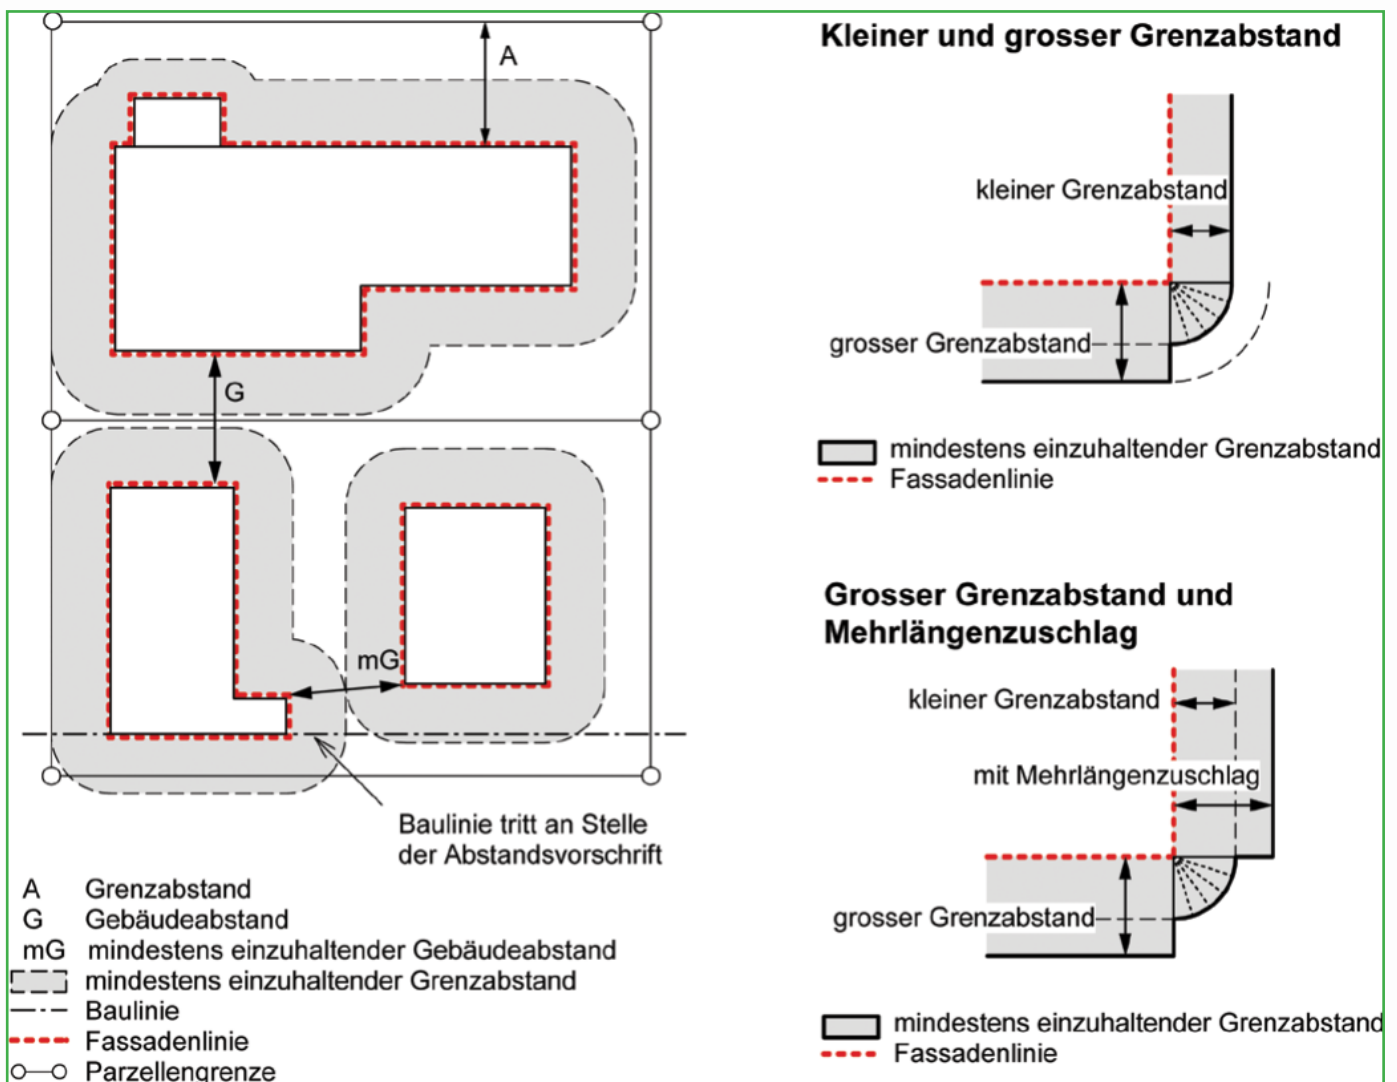 A
G
mG
Baulinie tritt an Stelle
der Abstandsvorschrift
A Grenzabstand
G Gebäudeabstand
mG mindestens einzuhaltender Gebäudeabstand
mindestens einzuhaltender Grenzabstand
Baulinie
Fassadenlinie
Parzellengrenze
Kleiner und grosser Grenzabstand
kleiner Grenzabstand
grosser Grenzabstand
mindestens einzuhaltender Grenzabstand
Fassadenlinie
Grosser Grenzabstand und
Mehrlängenzuschlag
kleiner Grenzabstand
mit Mehrlängenzuschlag
grosser Grenzabstand
mindestens einzuhaltender Grenzabstand
Fassadenlinie